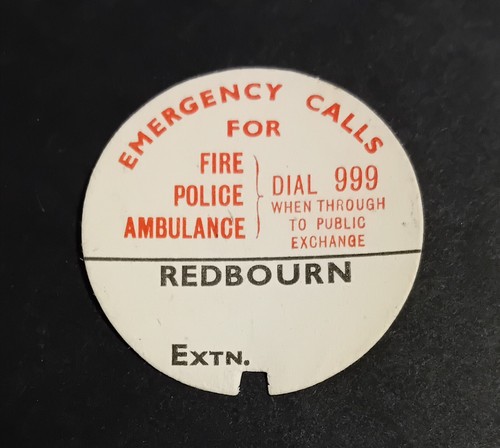 EMERGENCY CALLS
FOR
FIRE
POLICE
AMBULANCE
DIAL 999
WHEN THROUGH
TO PUBLIC
EXCHANGE
REDBOURN
EXTN.